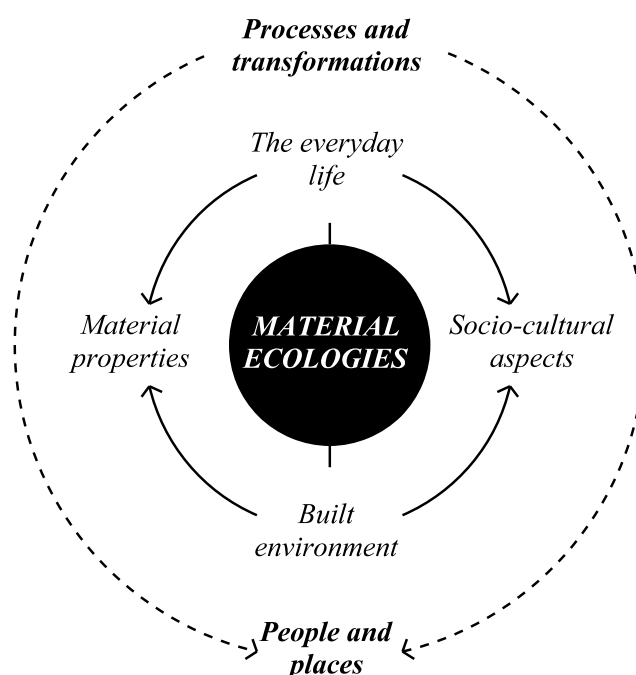 Processes and
transformations
The everyday
life
Material
properties
MATERIAL
ECOLOGIES
Socio-cultural
aspects
Built
environment
People and
places